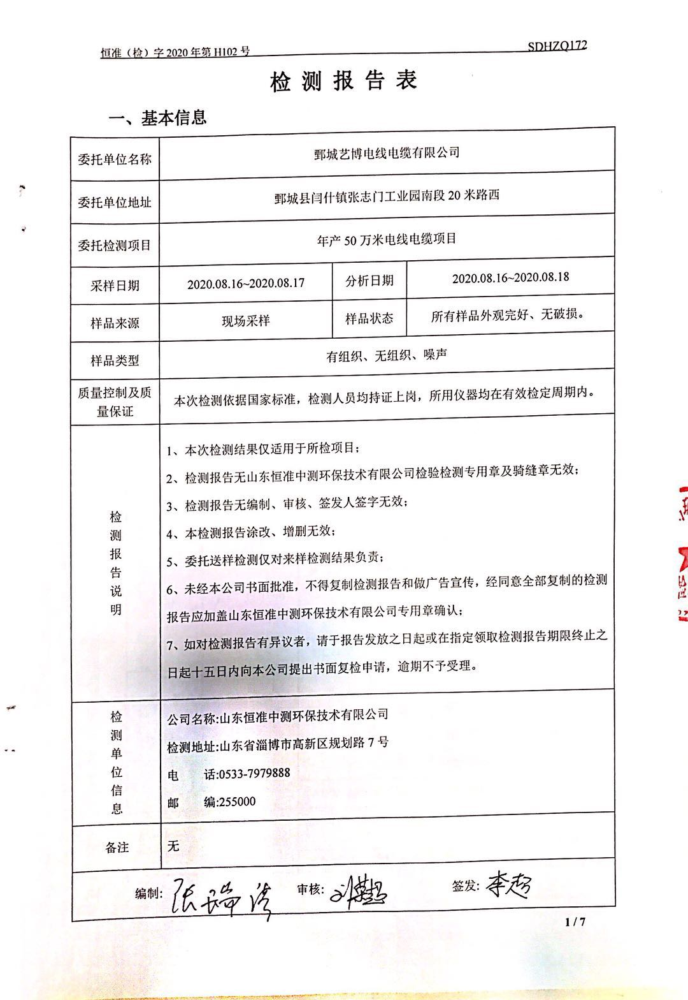 恒准（检）字 2020 年第 H102 号
SDHZQ172
检 测 报 告 表
一、基本信息
委托单位名称
鄄城艺博电线电缆有限公司
委托单位地址
鄄城县闫什镇张志门工业园南段 20 米路西
委托检测项目
年产 50 万米电线电缆项目
采样日期
2020.08.16~2020.08.17
分析日期
2020.08.16~2020.08.18
样品来源
现场采样
样品状态
所有样品外观完好、无破损。
样品类型
有组织、无组织、噪声
质量控制及质
量保证
本次检测依据国家标准，检测人员均持证上岗，所用仪器均在有效检定周期内。
检
测
报
告
说
明
1、本次检测结果仅适用于所检项目；
2、检测报告无山东恒准中测环保技术有限公司检验检测专用章及骑缝章无效；
3、检测报告无编制、审核、签发人签字无效；
4、本检测报告涂改、增删无效；
5、委托送样检测仅对来样检测结果负责；
6、未经本公司书面批准，不得复制检测报告和做广告宣传，经同意全部复制的检测
报告应加盖山东恒准中测环保技术有限公司专用章确认；
7、如对检测报告有异议者，请于报告发放之日起或在指定领取检测报告期限终止之
日起十五日内向本公司提出书面复检申请，逾期不予受理。
检
测
单
位
信
息
公司名称:山东恒准中测环保技术有限公司
检测地址:山东省淄博市高新区规划路 7 号
电 话:0533-7979888
邮 编:255000
备注
无
编制: 张瑞 审核: 签发: 李超
1 / 7